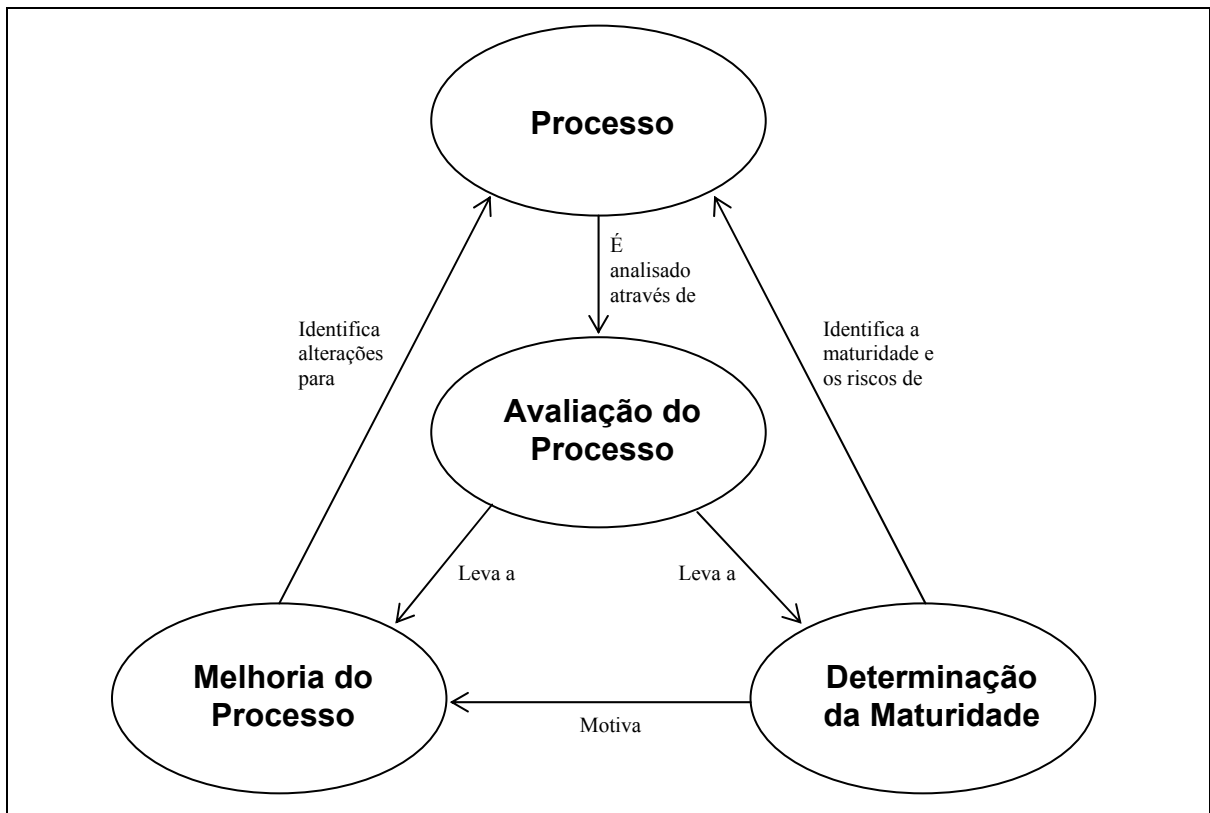 Processo
É
analisado
através de
Identifica
alterações
para
Identifica a
maturidade e
os riscos de
Avaliação do
Processo
Leva a
Leva a
Melhoria do
Processo
Determinação
da Maturidade
Motiva